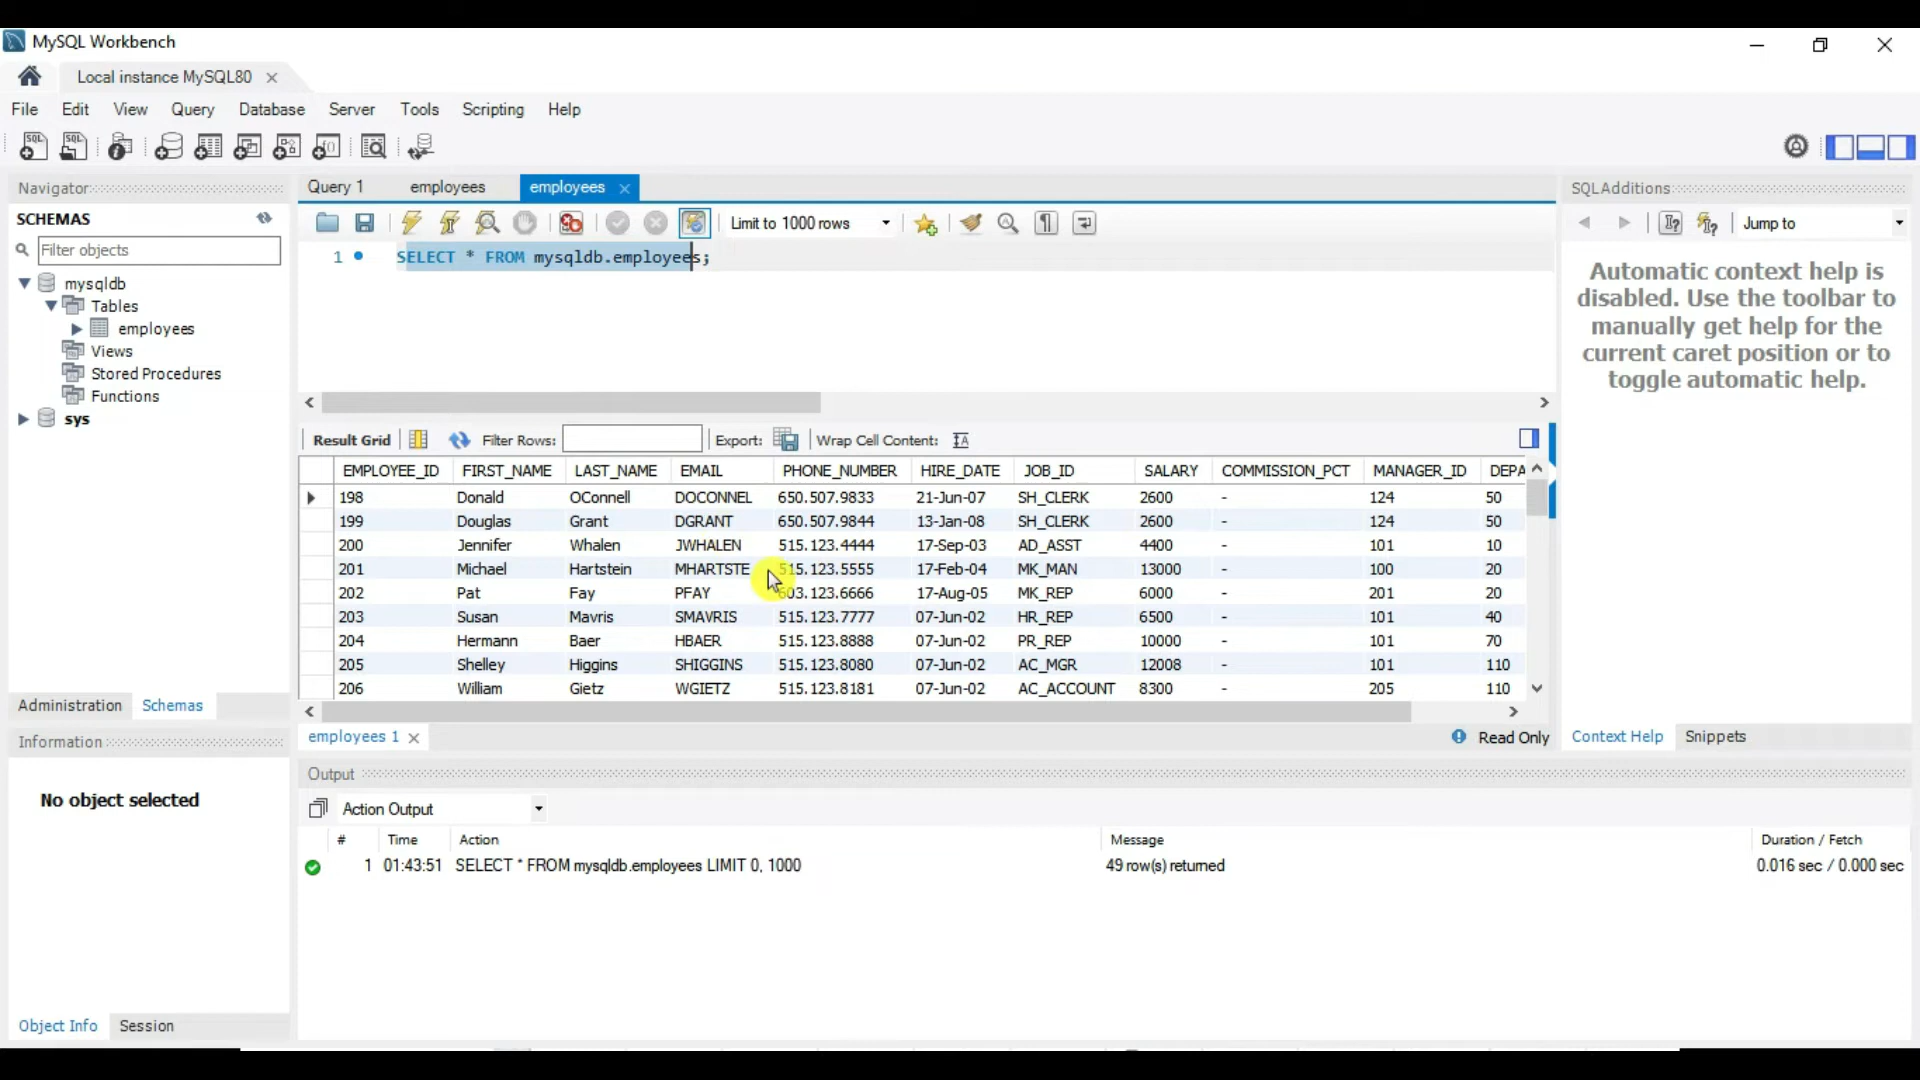 MySQL Workbench
Local instance MySQL80
File Edit View Query Database Server Tools Scripting Help
Navigator
SCHEMAS
Filter objects
mysqldb
Tables
employees
Views
Stored Procedures
Functions
sys
Administration Schemas
Information
No object selected
Object Info Session
Query 1 employees employees
Limit to 1000 rows
1 SELECT * FROM mysqldb.employees;
Result Grid Filter Rows: Export: Wrap Cell Content:
EMPLOYEE_ID FIRST_NAME LAST_NAME EMAIL PHONE_NUMBER HIRE_DATE JOB_ID SALARY COMMISSION_PCT MANAGER_ID DEPA
198 Donald OConnell DOCONNEL 650.507.9833 21-Jun-07 SH_CLERK 2600 - 124 50
199 Douglas Grant DGRANT 650.507.9844 13-Jan-08 SH_CLERK 2600 - 124 50
200 Jennifer Whalen JWHALEN 515.123.4444 17-Sep-03 AD_ASST 4400 - 101 10
201 Michael Hartstein MHARTSTE 515.123.5555 17-Feb-04 MK_MAN 13000 - 100 20
202 Pat Fay PFAY 603.123.6666 17-Aug-05 MK_REP 6000 - 201 20
203 Susan Mavris SMAVRIS 515.123.7777 07-Jun-02 HR_REP 6500 - 101 40
204 Hermann Baer HBAER 515.123.8888 07-Jun-02 PR_REP 10000 - 101 70
205 Shelley Higgins SHIGGINS 515.123.8080 07-Jun-02 AC_MGR 12008 - 101 110
206 William Gietz WGIETZ 515.123.8181 07-Jun-02 AC_ACCOUNT 8300 - 205 110
employees 1
Read Only
SQLAdditions
Jump to
Automatic context help is
disabled. Use the toolbar to
manually get help for the
current caret position or to
toggle automatic help.
Context Help Snippets
Output
Action Output
# Time Action Message Duration / Fetch
1 01:43:51 SELECT * FROM mysqldb.employees LIMIT 0, 1000 49 row(s) returned 0.016 sec / 0.000 sec